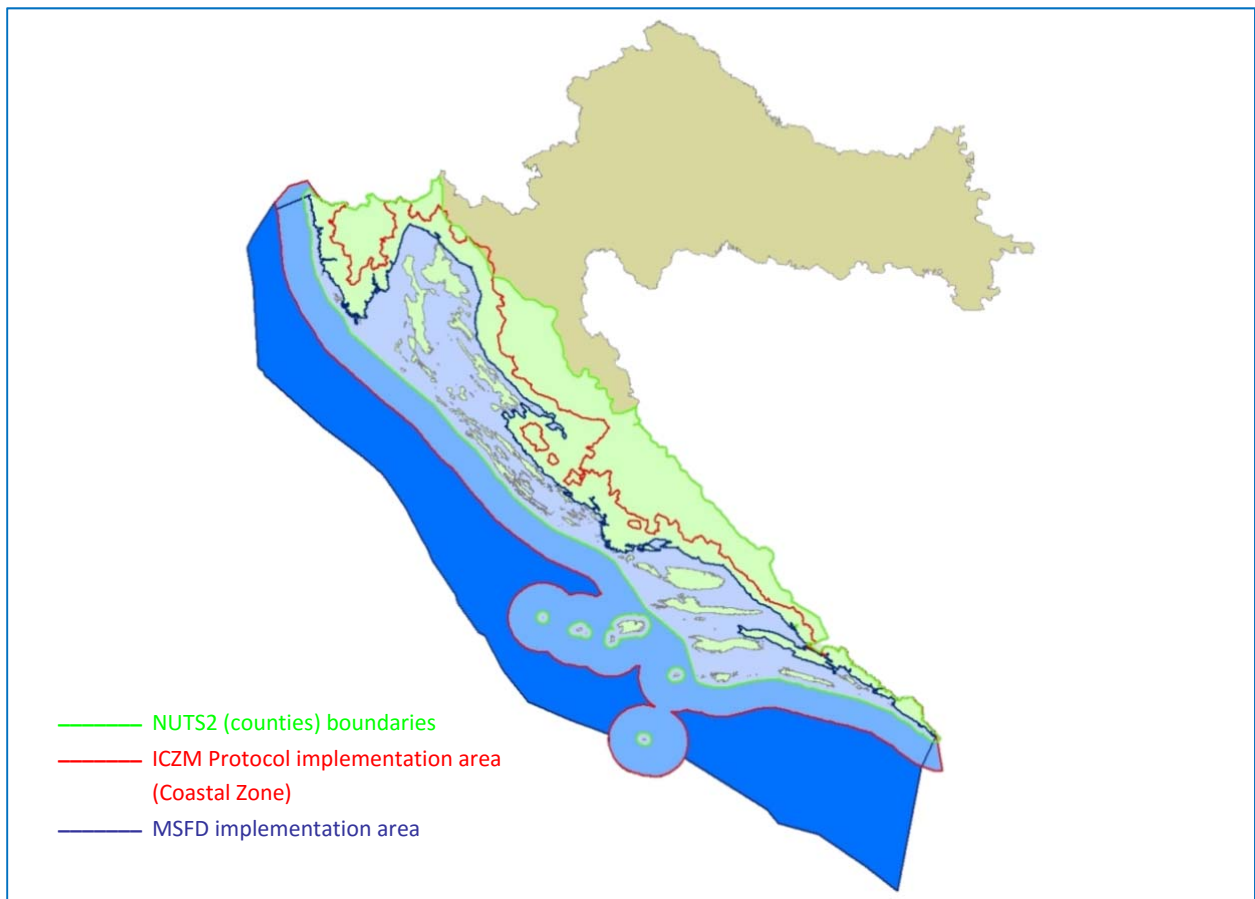 NUTS2 (counties) boundaries
ICZM Protocol implementation area
(Coastal Zone)
MSFD implementation area